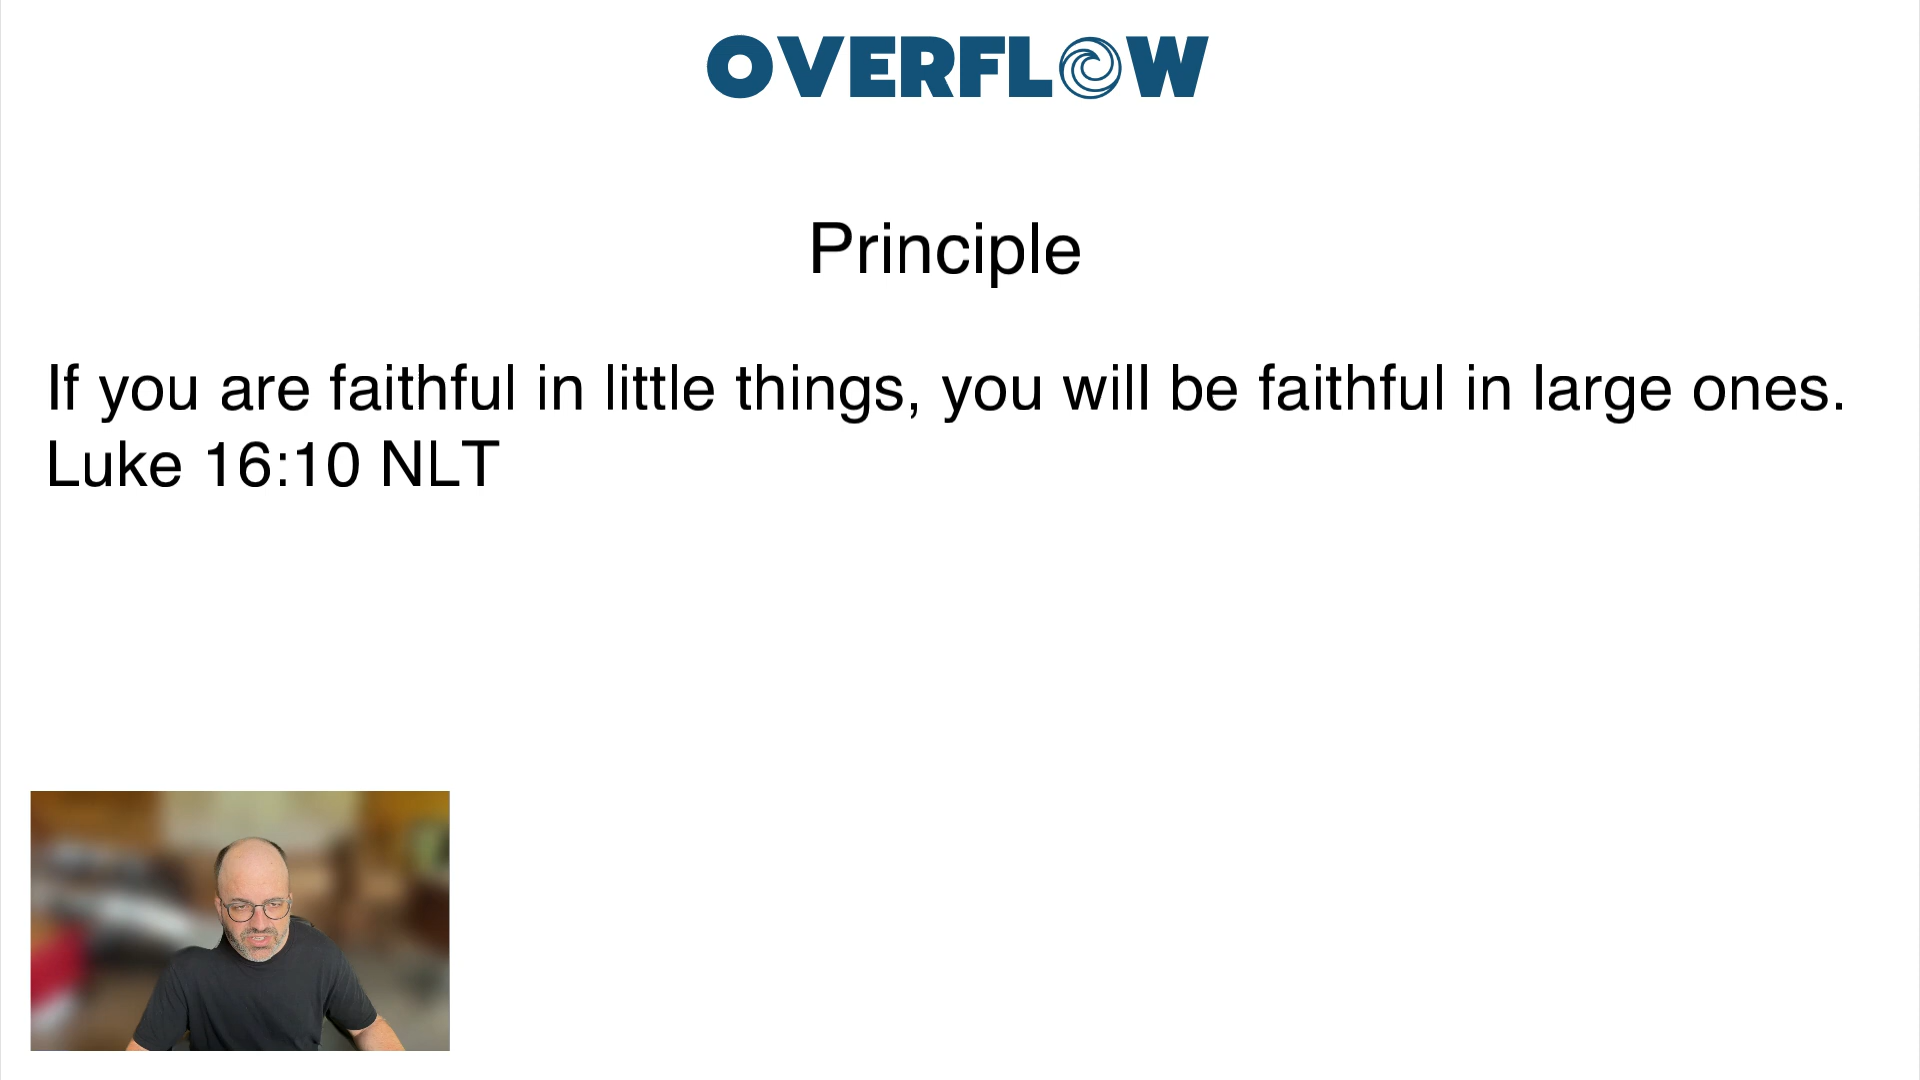 OVERFLOW
Principle
If you are faithful in little things, you will be faithful in large ones.
Luke 16:10 NLT